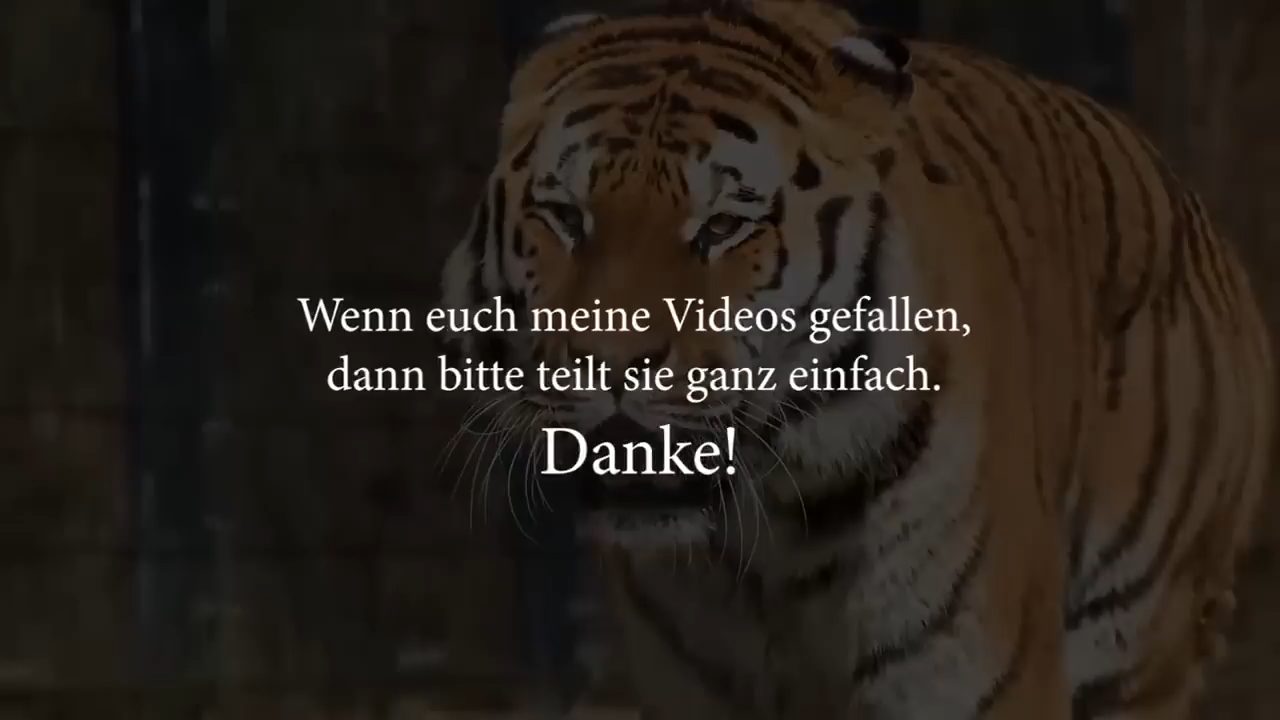 Wenn euch meine Videos gefallen,
dann bitte teilt sie ganz einfach.
Danke!